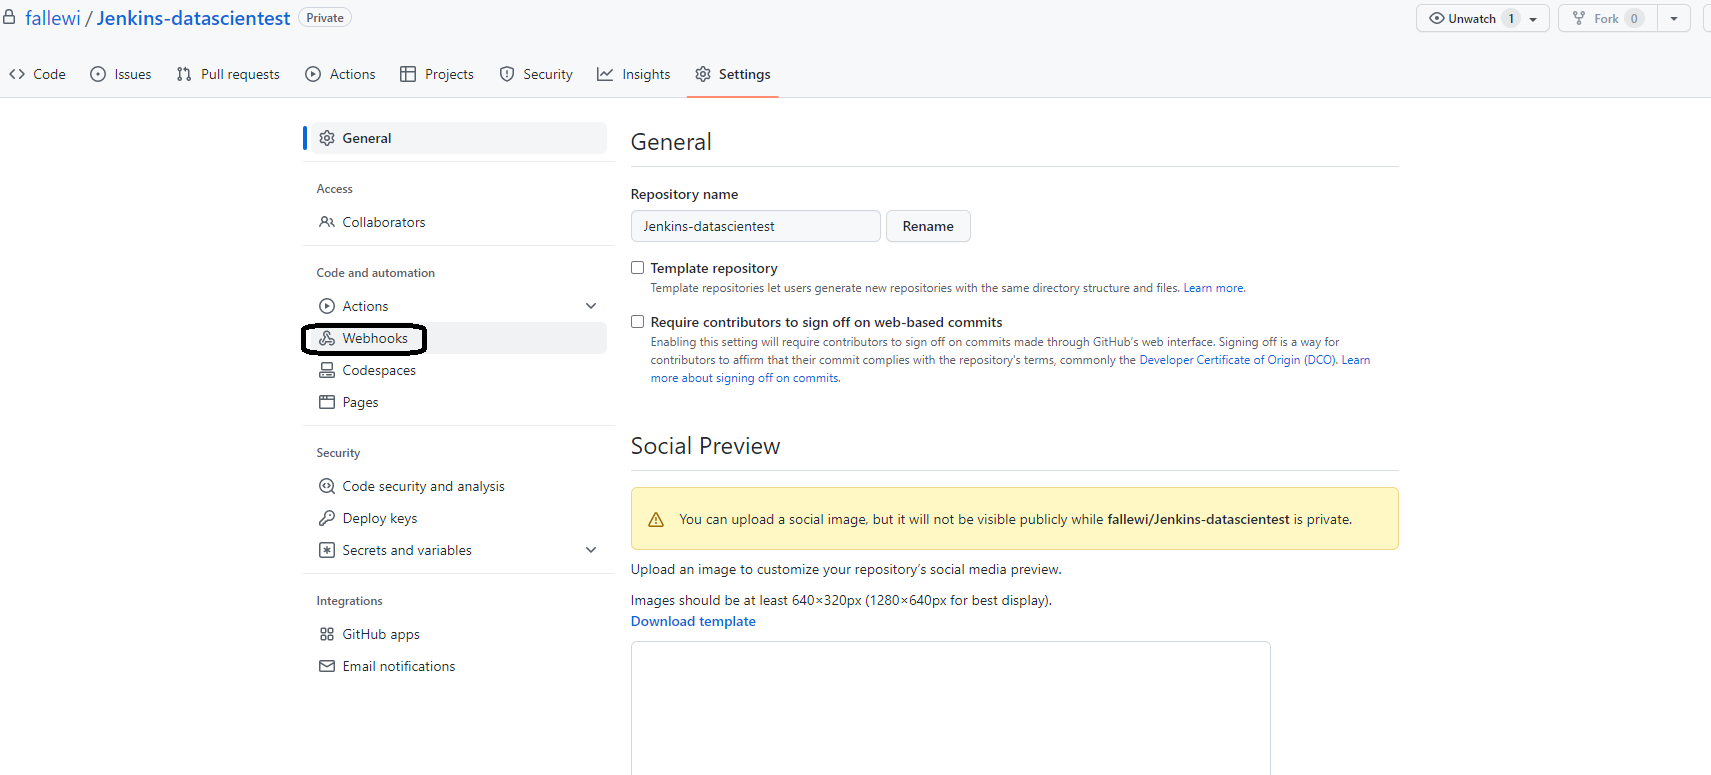 fallewi / Jenkins-datascientest Private
Unwatch 1
Fork 0
Code Issues Pull requests Actions Projects Security Insights Settings
General
Access
Collaborators
Code and automation
Actions
Webhooks
Codespaces
Pages
Security
Code security and analysis
Deploy keys
Secrets and variables
Integrations
GitHub apps
Email notifications
General
Repository name
Jenkins-datascientest
Rename
Template repository
Template repositories let users generate new repositories with the same directory structure and files. Learn more.
Require contributors to sign off on web-based commits
Enabling this setting will require contributors to sign off on commits made through GitHub's web interface. Signing off is a way for
contributors to affirm that their commit complies with the repository's terms, commonly the Developer Certificate of Origin (DCO). Learn
more about signing off on commits.
Social Preview
You can upload a social image, but it will not be visible publicly while fallewi/Jenkins-datascientest is private.
Upload an image to customize your repository's social media preview.
Images should be at least 640×320px (1280×640px for best display).
Download template